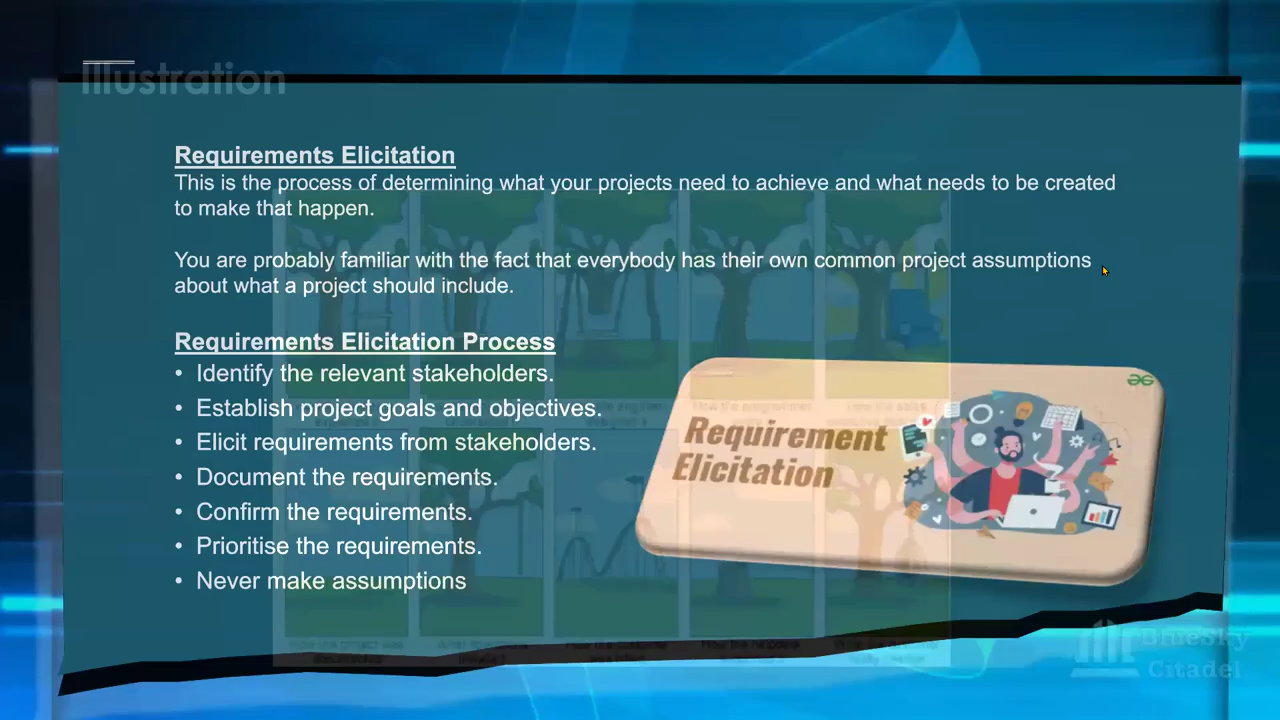 Illustration
Requirements Elicitation
This is the process of determining what your projects need to achieve and what needs to be created
to make that happen.
You are probably familiar with the fact that everybody has their own common project assumptions
about what a project should include.
Requirements Elicitation Process
• Identify the relevant stakeholders.
• Establish project goals and objectives.
• Elicit requirements from stakeholders.
• Document the requirements.
• Confirm the requirements.
• Prioritise the requirements.
• Never make assumptions
Requirement
Elicitation
BlueSky
Citadel